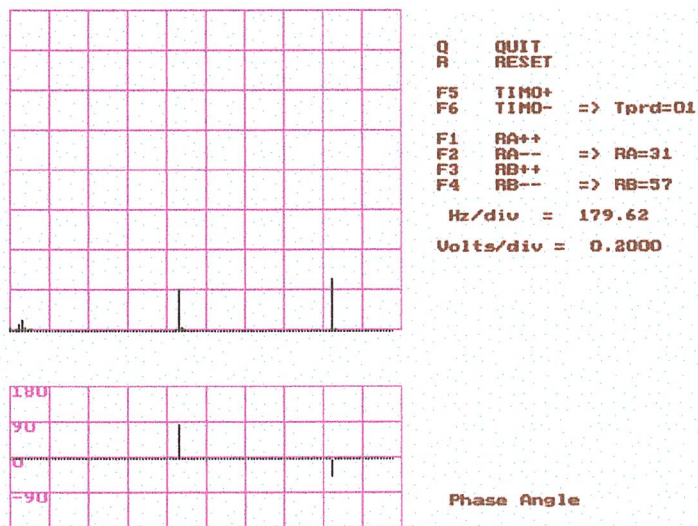 Q QUIT
R RESET
F5 TIMO+
F6 TIMO- => Tprd=01
F1 RA++
F2 RA-- => RA=31
F3 RB++
F4 RB-- => RB=57
Hz/div = 179.62
Volts/div = 0.2000
180
90
0
-90
Phase Angle